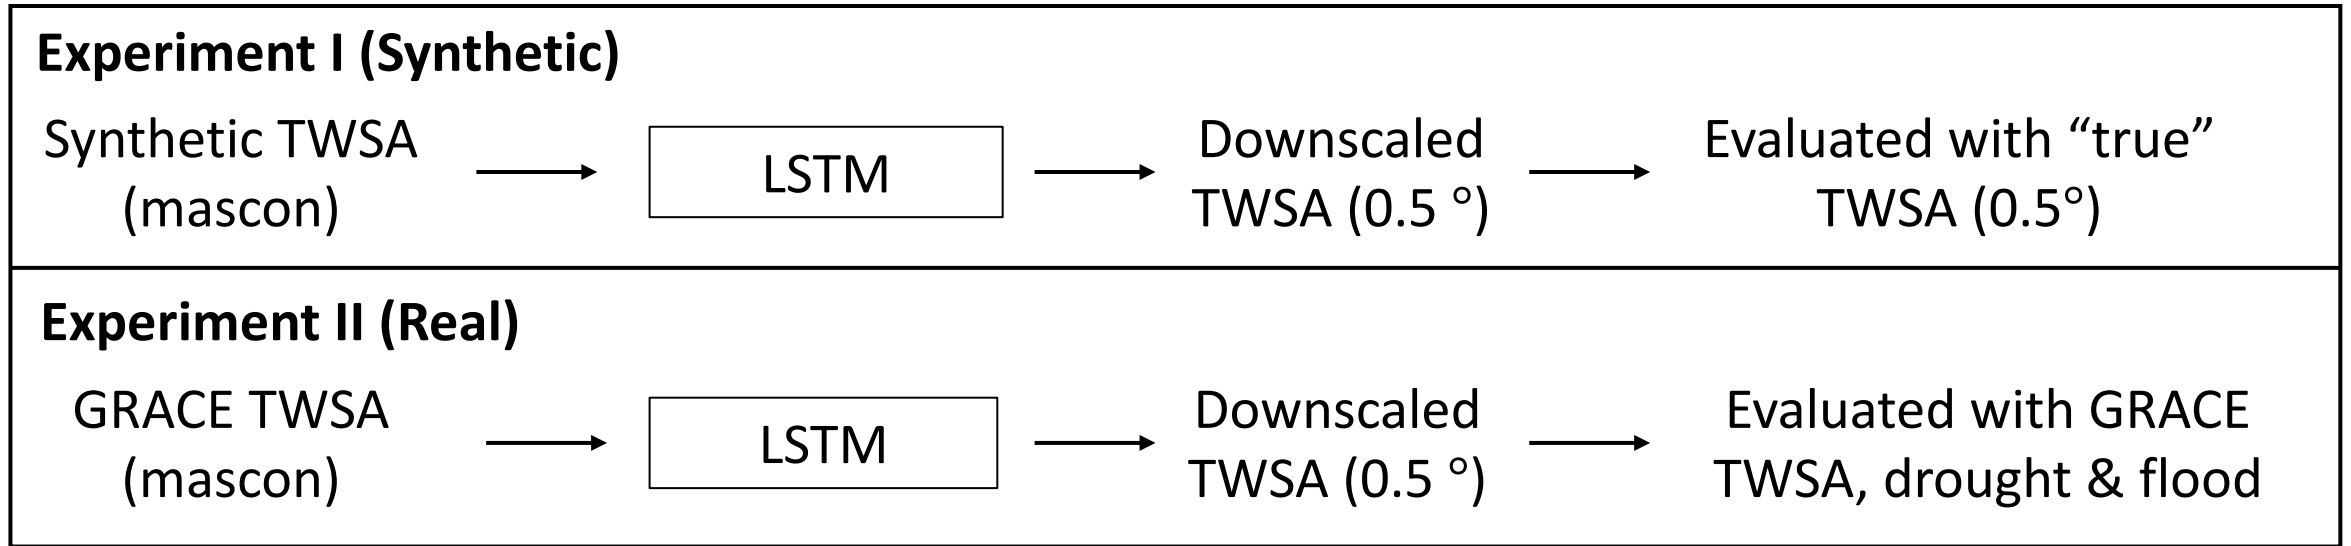 Experiment I (Synthetic)
Synthetic TWSA
(mascon)
LSTM
Downscaled
TWSA (0.5 °)
Evaluated with “true”
TWSA (0.5°)
Experiment II (Real)
GRACE TWSA
(mascon)
LSTM
Downscaled
TWSA (0.5 °)
Evaluated with GRACE
TWSA, drought & flood